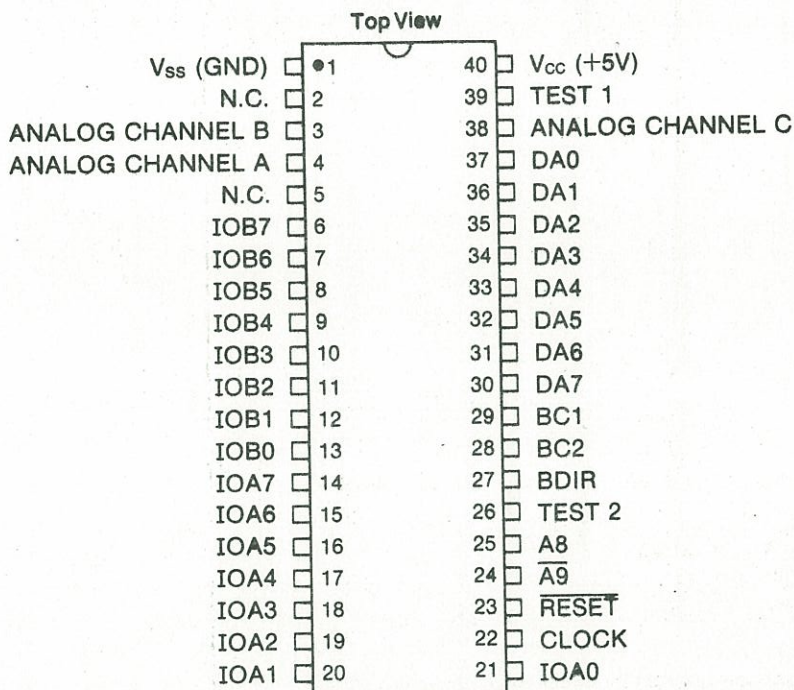 Top View
Vss (GND) 1 40 Vcc (+5V)
N.C. 2 39 TEST 1
ANALOG CHANNEL B 3 38 ANALOG CHANNEL C
ANALOG CHANNEL A 4 37 DA0
N.C. 5 36 DA1
IOB7 6 35 DA2
IOB6 7 34 DA3
IOB5 8 33 DA4
IOB4 9 32 DA5
IOB3 10 31 DA6
IOB2 11 30 DA7
IOB1 12 29 BC1
IOB0 13 28 BC2
IOA7 14 27 BDIR
IOA6 15 26 TEST 2
IOA5 16 25 A8
IOA4 17 24 A9
IOA3 18 23 RESET
IOA2 19 22 CLOCK
IOA1 20 21 IOA0